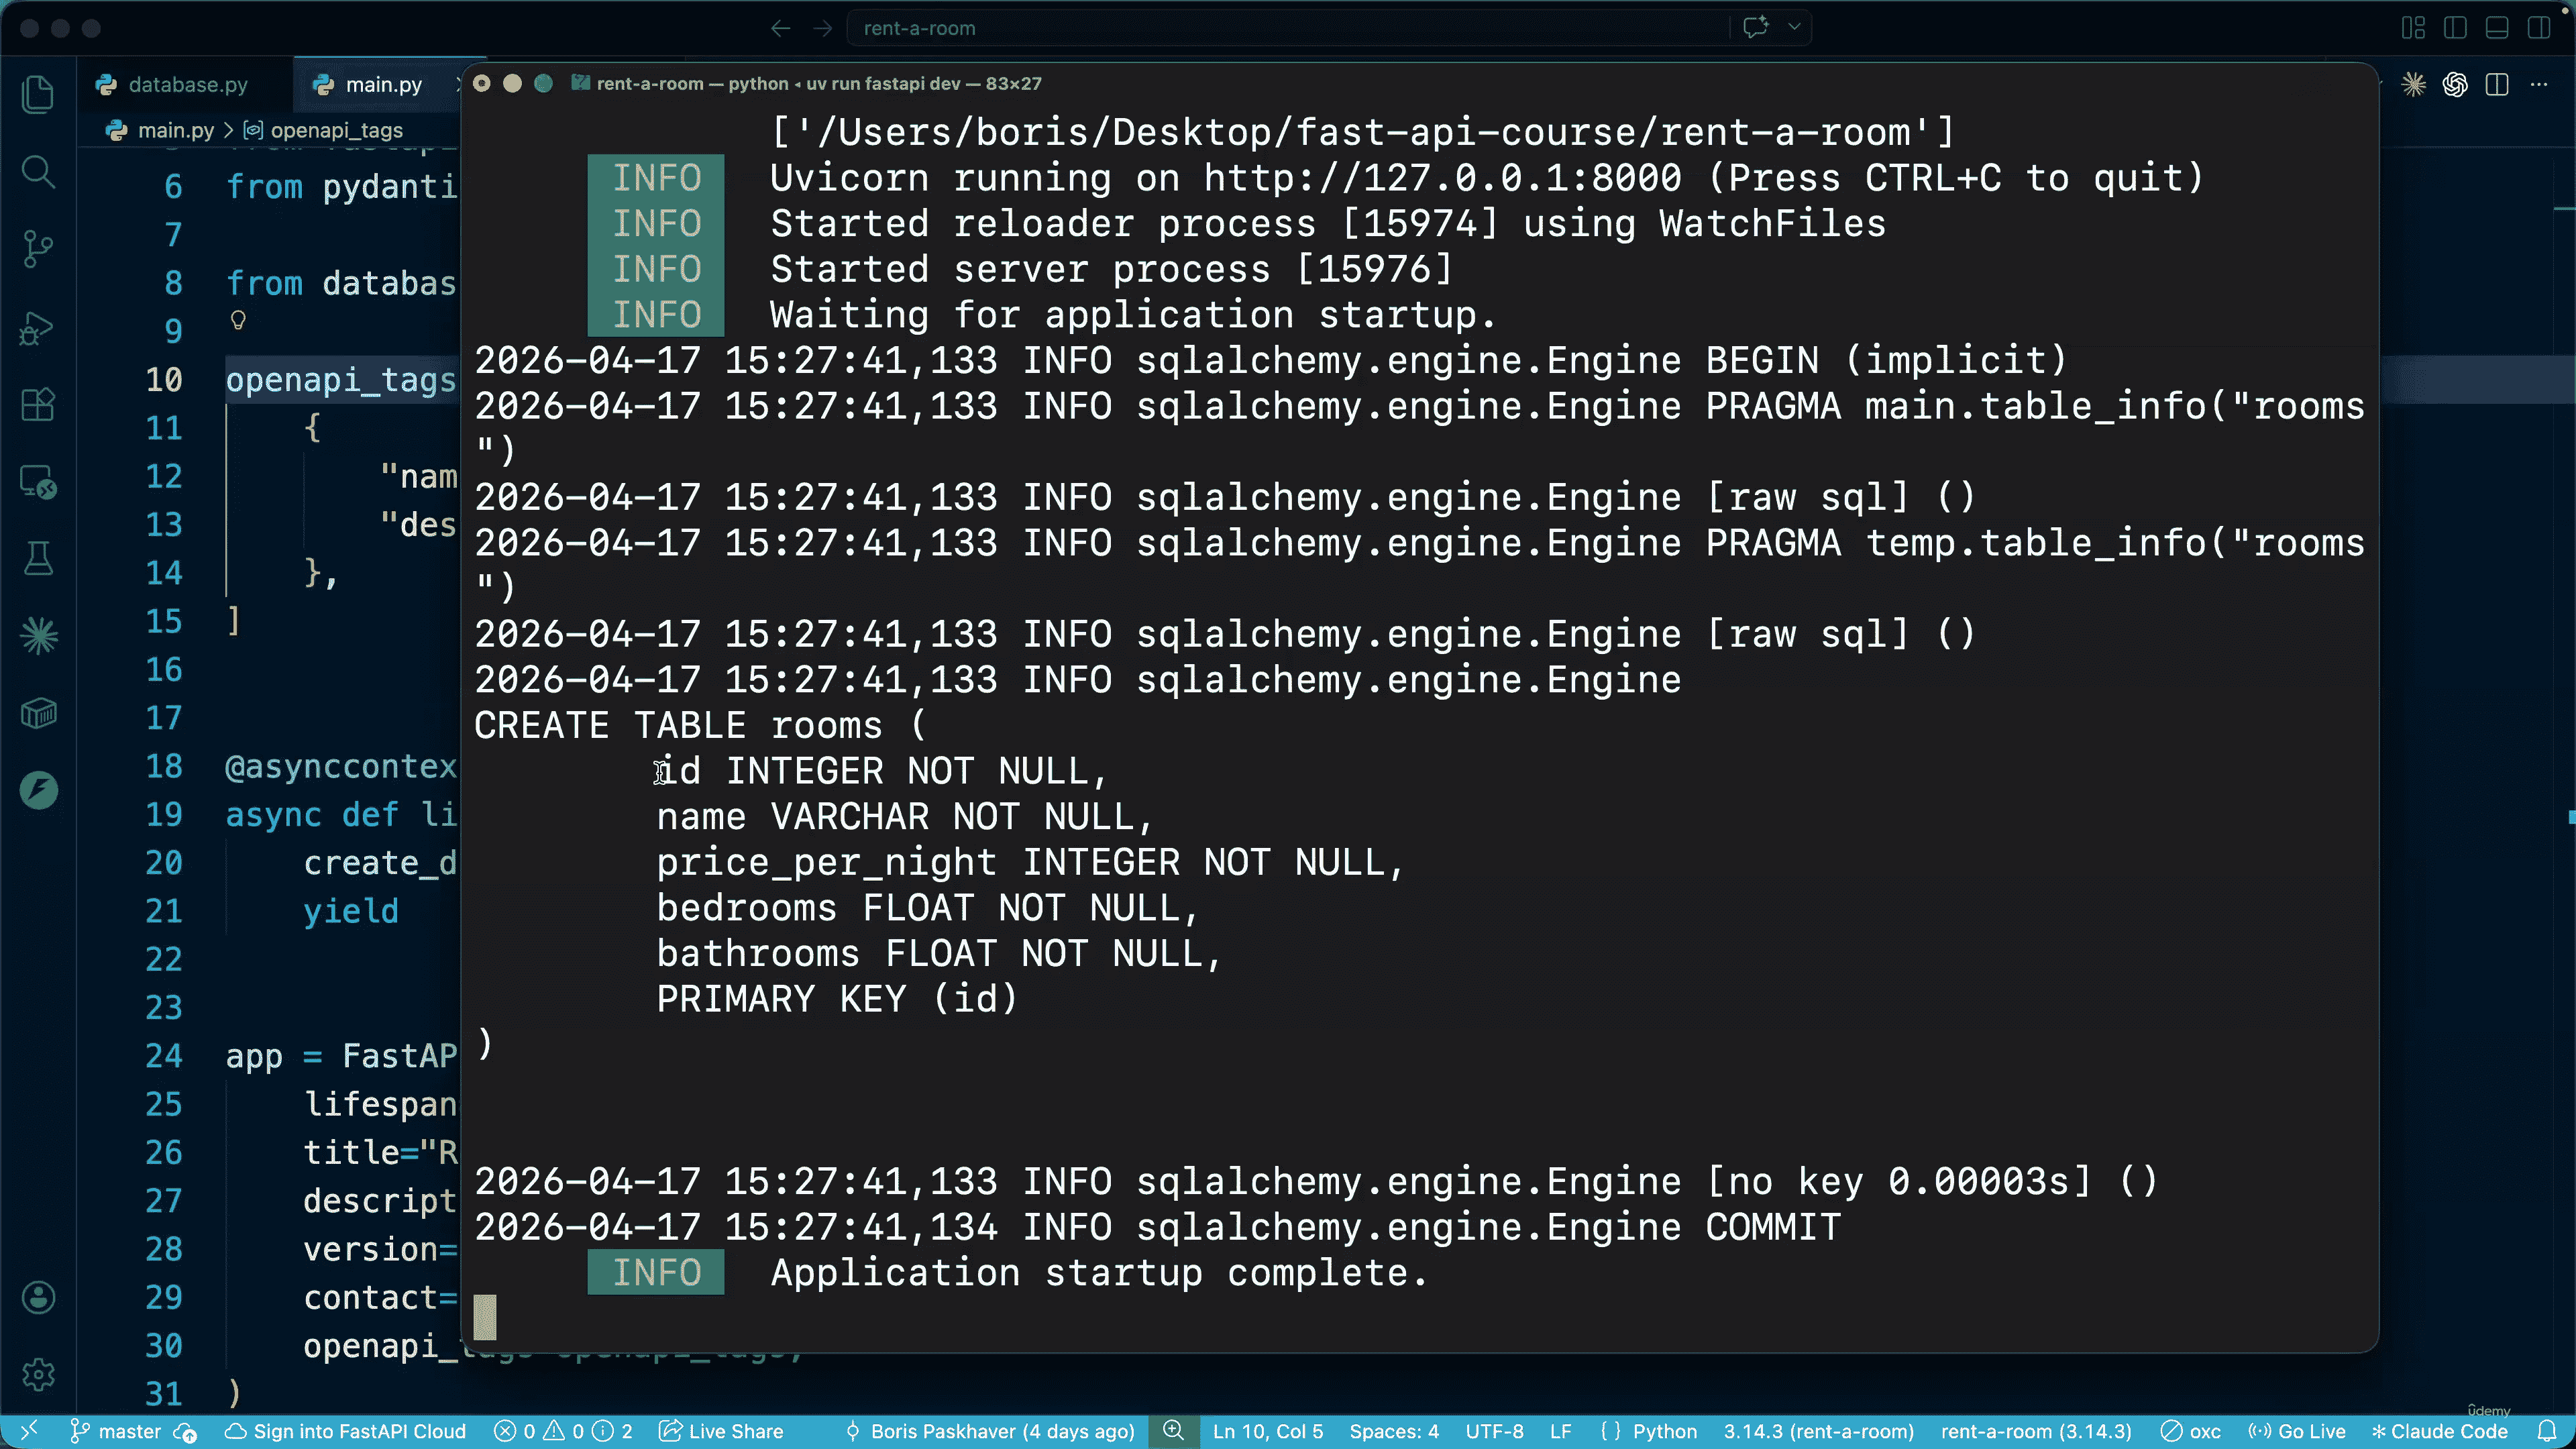 rent-a-room
database.py
main.py
rent-a-room — python ◂ uv run fastapi dev — 83×27
main.py > openapi_tags
6 from pydanti
7
8 from databas
9
10 openapi_tags
11 {
12 "nam
13 "des
14 },
15 ]
16
17
18 @asynccontex
19 async def li
20 create_d
21 yield
22
23
24 app = FastAP
25 lifespan
26 title="R
27 descript
28 version=
29 contact=
30 openapi_tags=openapi_tags,
31 )
['/Users/boris/Desktop/fast-api-course/rent-a-room']
INFO Uvicorn running on http://127.0.0.1:8000 (Press CTRL+C to quit)
INFO Started reloader process [15974] using WatchFiles
INFO Started server process [15976]
INFO Waiting for application startup.
2026-04-17 15:27:41,133 INFO sqlalchemy.engine.Engine BEGIN (implicit)
2026-04-17 15:27:41,133 INFO sqlalchemy.engine.Engine PRAGMA main.table_info("rooms
")
2026-04-17 15:27:41,133 INFO sqlalchemy.engine.Engine [raw sql] ()
2026-04-17 15:27:41,133 INFO sqlalchemy.engine.Engine PRAGMA temp.table_info("rooms
")
2026-04-17 15:27:41,133 INFO sqlalchemy.engine.Engine [raw sql] ()
2026-04-17 15:27:41,133 INFO sqlalchemy.engine.Engine
CREATE TABLE rooms (
id INTEGER NOT NULL,
name VARCHAR NOT NULL,
price_per_night INTEGER NOT NULL,
bedrooms FLOAT NOT NULL,
bathrooms FLOAT NOT NULL,
PRIMARY KEY (id)
)
2026-04-17 15:27:41,133 INFO sqlalchemy.engine.Engine [no key 0.00003s] ()
2026-04-17 15:27:41,134 INFO sqlalchemy.engine.Engine COMMIT
INFO Application startup complete.
ûdemy
master Sign into FastAPI Cloud 0 0 2 Live Share Boris Paskhaver (4 days ago) Ln 10, Col 5 Spaces: 4 UTF-8 LF { } Python 3.14.3 (rent-a-room) rent-a-room (3.14.3) oxc Go Live Claude Code